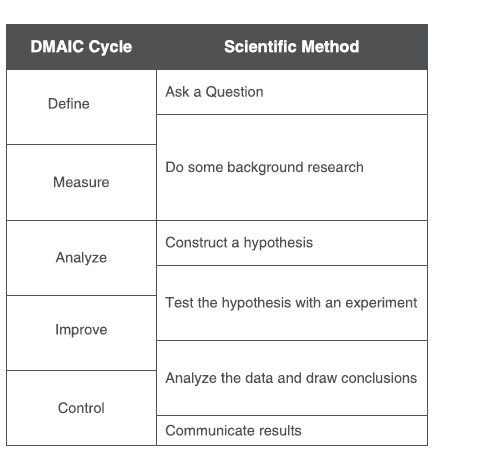 DMAIC Cycle Scientific Method
Define
Ask a Question
Do some background research
Measure
Analyze
Construct a hypothesis
Test the hypothesis with an experiment
Improve
Analyze the data and draw conclusions
Control
Communicate results